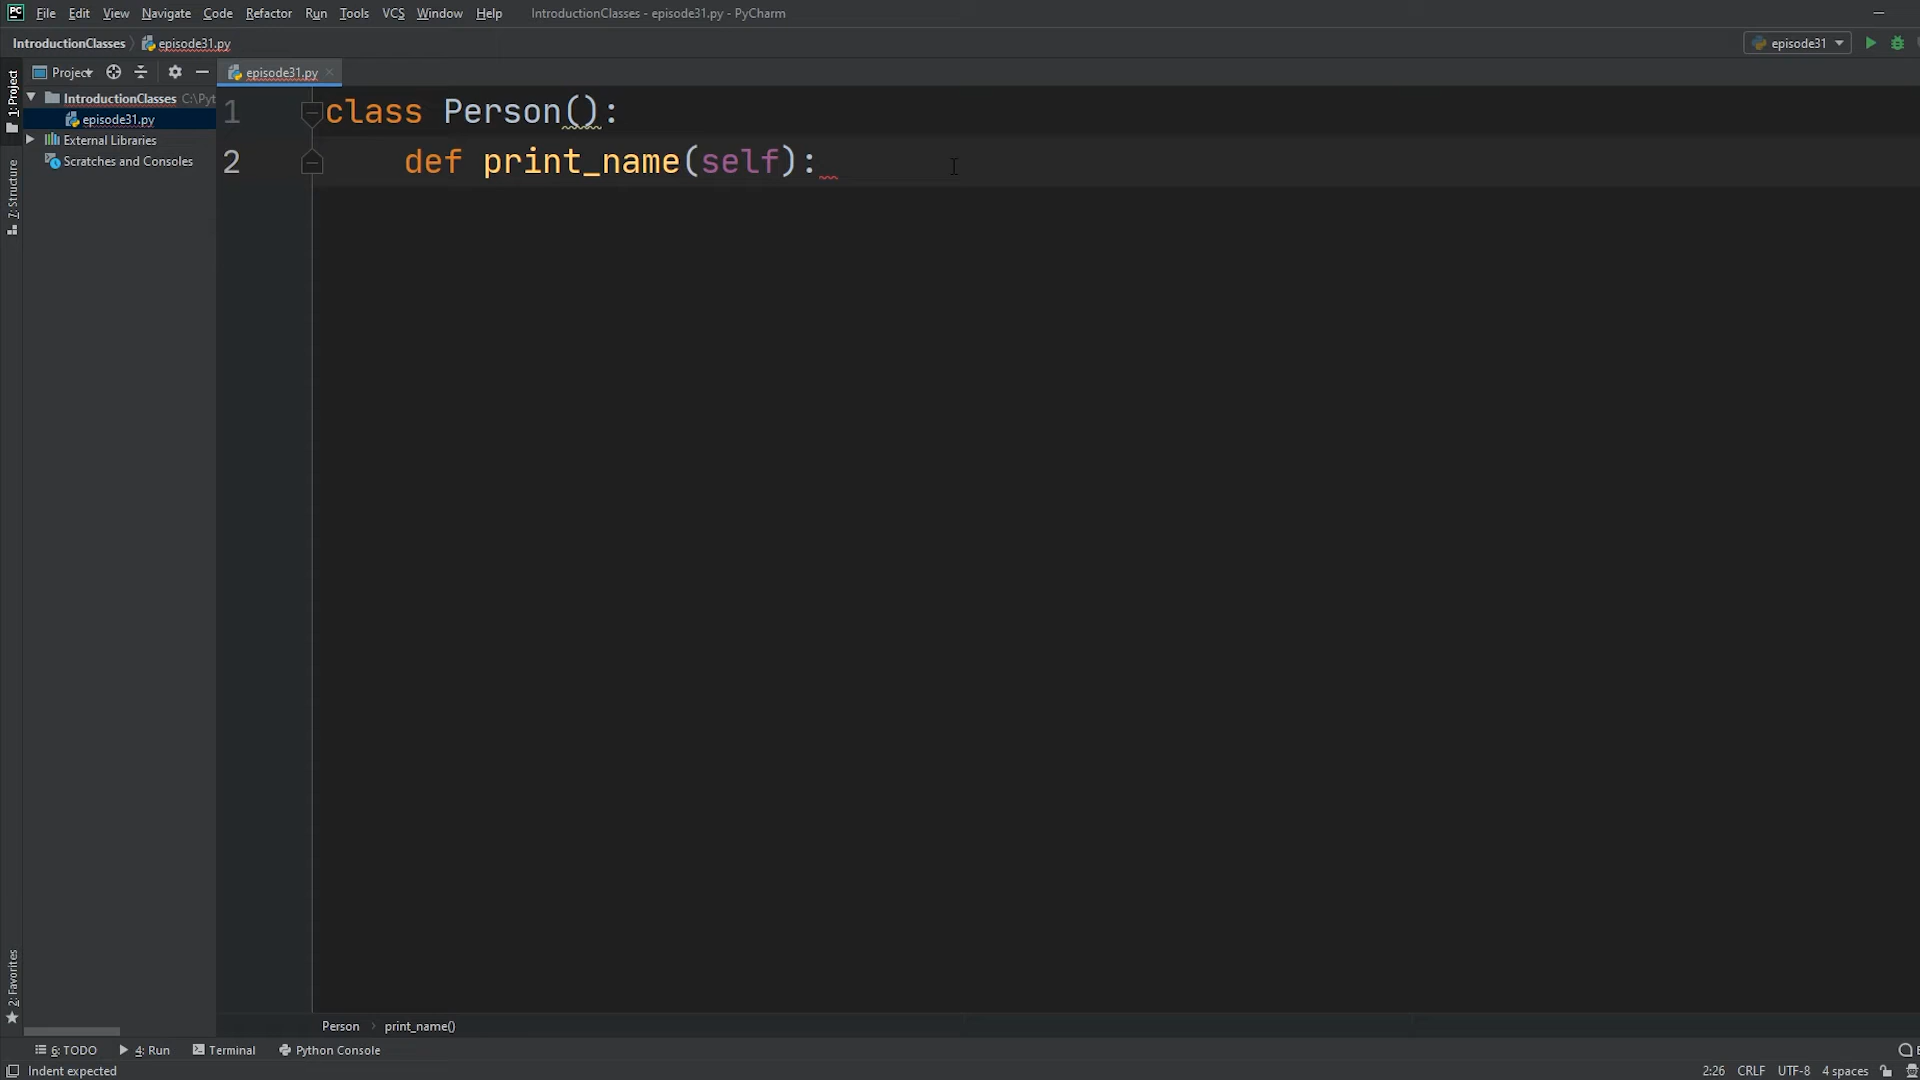 PC File Edit View Navigate Code Refactor Run Tools VCS Window Help IntroductionClasses - episode31.py - PyCharm
IntroductionClasses episode31.py episode31
Project episode31.py
1: Project
7: Structure
2: Favorites
IntroductionClasses C:\Pyt
episode31.py
External Libraries
Scratches and Consoles
1 class Person():
2 def print_name(self):
Person print_name()
6: TODO 4: Run Terminal Python Console
Indent expected 2:26 CRLF UTF-8 4 spaces